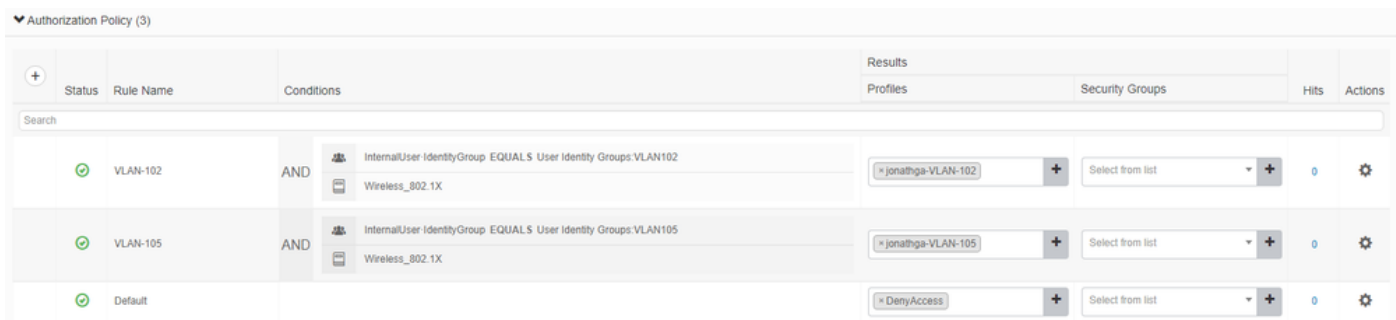 Authorization Policy (3)
Results
+ Status Rule Name Conditions Profiles Security Groups Hits Actions
Search
VLAN-102 AND InternalUser·IdentityGroup EQUALS User Identity Groups:VLAN102 × jonathga-VLAN-102 + Select from list + 0
Wireless_802.1X
VLAN-105 AND InternalUser·IdentityGroup EQUALS User Identity Groups:VLAN105 × jonathga-VLAN-105 + Select from list + 0
Wireless_802.1X
Default × DenyAccess + Select from list + 0